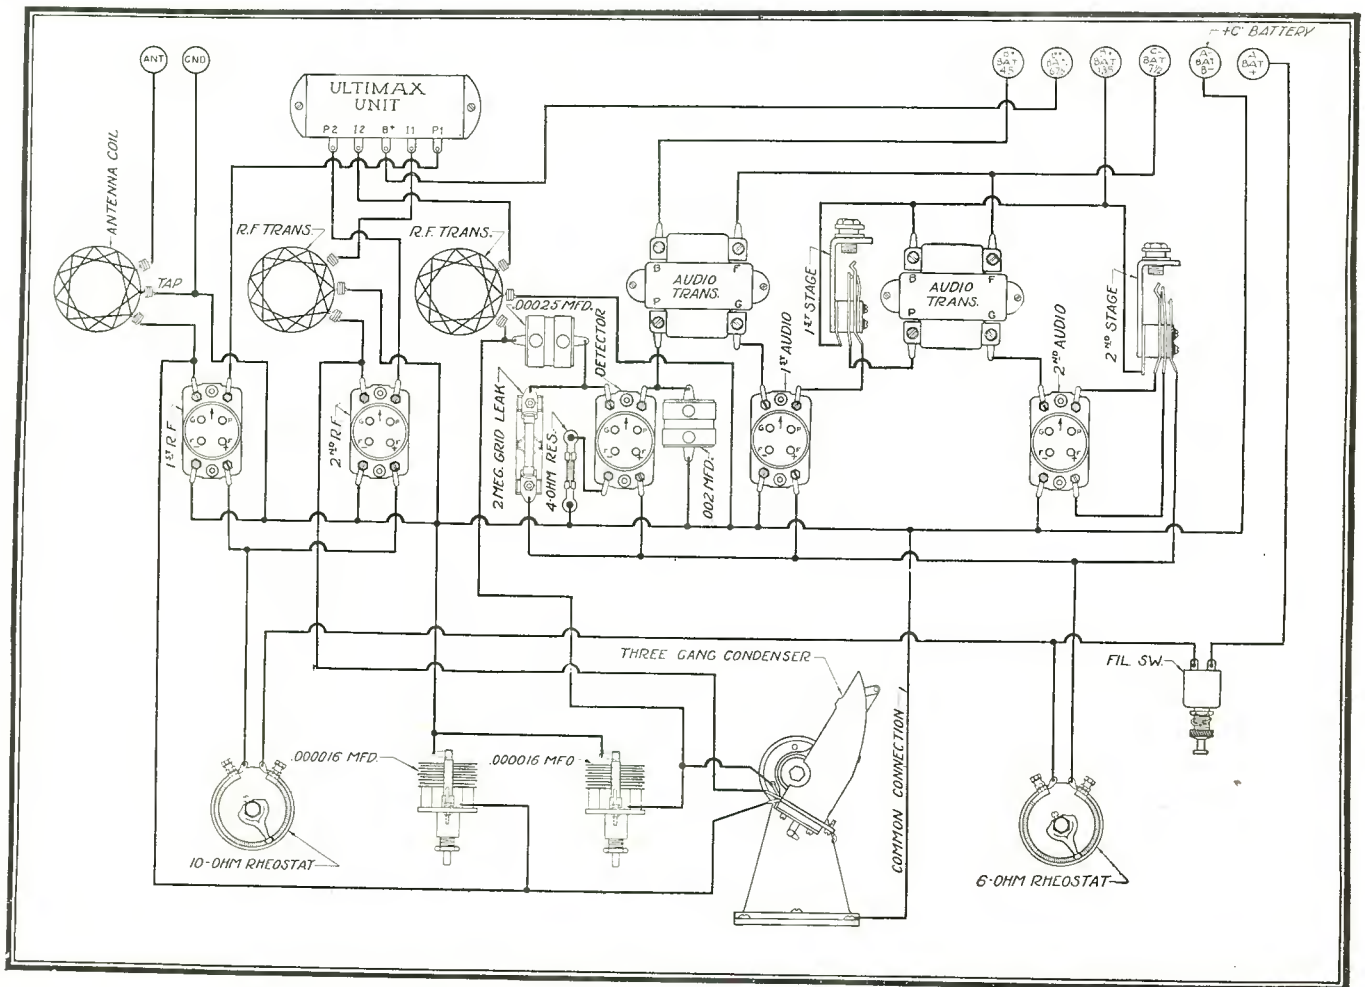 +C BATTERY
ANT
GND
B+
BAT
45
B+
BAT.
67½
B+
BAT
135
C-
BAT
7½
A-
BAT
B-
A
BAT
+
ULTIMAX
UNIT
P2 I2 B+ I1 P1
ANTENNA COIL
TAP
R.F TRANS.
R.F. TRANS.
.00025 MFD.
DETECTOR
B F
AUDIO
TRANS.
P G
1ST STAGE
B F
AUDIO
TRANS.
P G
2ND STAGE
1ST AUDIO
2ND AUDIO
1ST R.F.
G P
F- F+
2ND R.F.
G P
F- F+
2 MEG. GRID LEAK
4-OHM RES.
G P
F- F+
.002 MFD.
G P
F- F+
G P
F- F+
THREE GANG CONDENSER
FIL. SW.
COMMON CONNECTION
.000016 MFD.
.000016 MFD
10-OHM RHEOSTAT
6-OHM RHEOSTAT